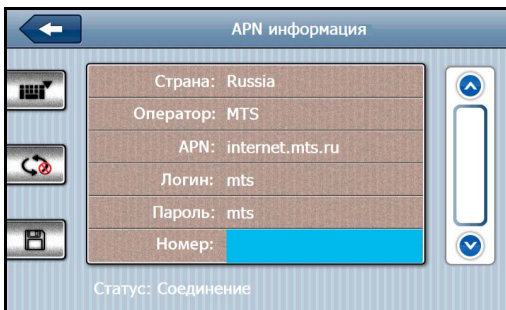 APN информация
Страна: Russia
Оператор: MTS
APN: internet.mts.ru
Логин: mts
Пароль: mts
Номер:
Статус: Соединение